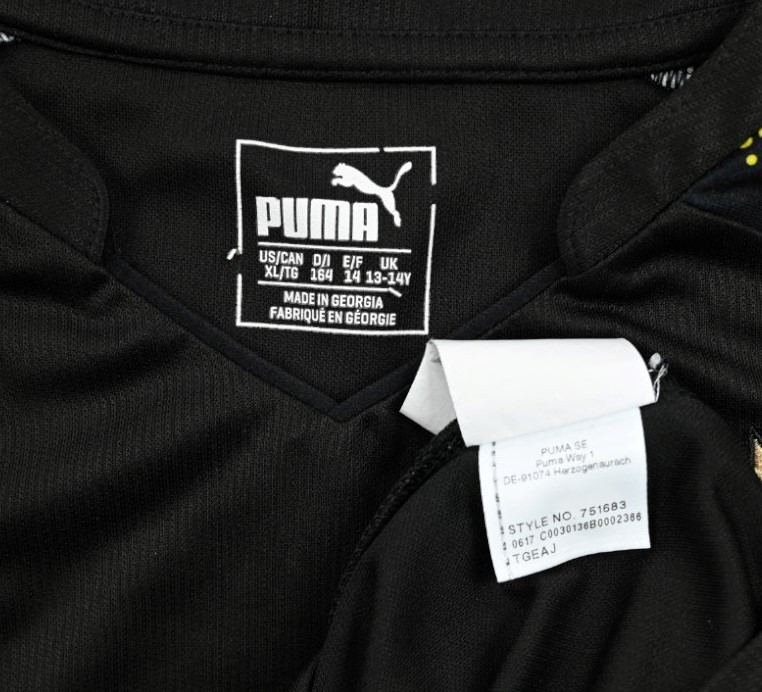 PUMA
US/CAN D/I E/F UK
XL/TG 164 14 13-14Y
MADE IN GEORGIA
FABRIQUÉ EN GÉORGIE
PUMA SE
Puma Way 1
DE-91074 Herzogenaurach
STYLE NO. 751683
0617 C0030136B0002386
TGEAJ